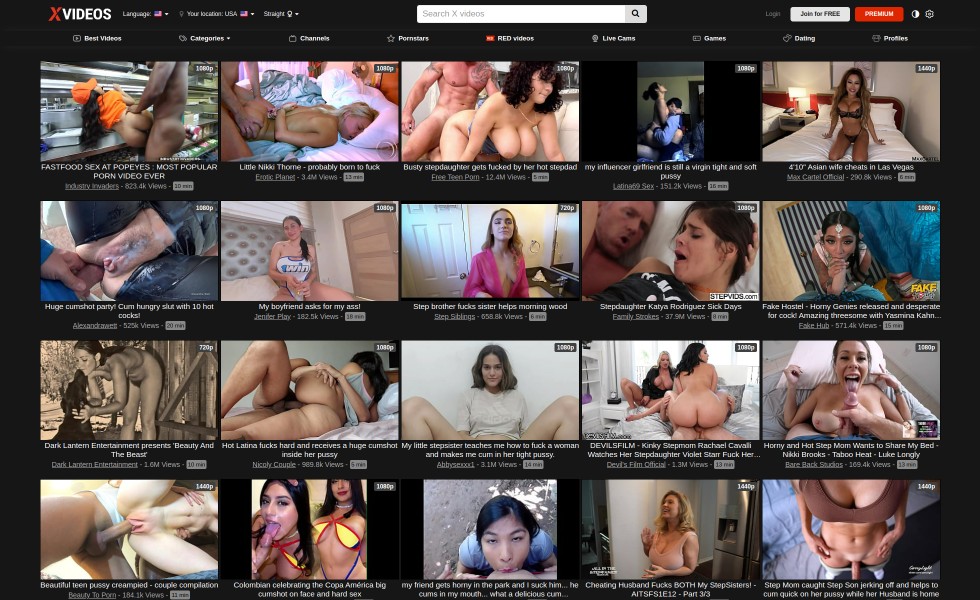 XVIDEOS
Language:
Your location: USA
Straight
Search X videos
Login
Join for FREE
PREMIUM
Best Videos
Categories
Channels
Pornstars
RED videos
Live Cams
Games
Dating
Profiles
1080p
1080p
1080p
1080p
1440p
FASTFOOD SEX AT POPEYES : MOST POPULAR
PORN VIDEO EVER
Industry Invaders - 823.4k Views - 10 min
Little Nikki Thorne - probably born to fuck
Erotic Planet - 3.4M Views - 13 min
Busty stepdaughter gets fucked by her hot stepdad
Free Teen Porn - 12.4M Views - 5 min
my influencer girlfriend is still a virgin tight and soft
pussy
Latina69 Sex - 151.2k Views - 16 min
4'10" Asian wife cheats in Las Vegas
Max Cartel Official - 290.8k Views - 6 min
1080p
1080p
720p
1080p
1080p
STEPVIDS.com
FAKE
Huge cumshot party! Cum hungry slut with 10 hot
cocks!
Alexandrawett - 525k Views - 20 min
My boyfriend asks for my ass!
Jenifer Play - 182.5k Views - 18 min
Step brother fucks sister helps morning wood
Step Siblings - 658.8k Views - 6 min
Stepdaughter Katya Rodriguez Sick Days
Family Strokes - 37.9M Views - 8 min
Fake Hostel - Horny Genies released and desperate
for cock! Amazing threesome with Yasmina Kahn...
Fake Hub - 571.4k Views - 15 min
720p
1080p
1080p
1080p
Dark Lantern Entertainment presents 'Beauty And
The Beast'
Dark Lantern Entertainment - 1.6M Views - 10 min
Hot Latina fucks hard and receives a huge cumshot
inside her pussy
Nicoly Couple - 989.8k Views - 5 min
My little stepsister teaches me how to fuck a woman
and makes me cum in her tight pussy.
Abbysexxx1 - 3.1M Views - 14 min
DEVILSFILM - Kinky Stepmom Rachael Cavalli
Watches Her Stepdaughter Violet Starr Fuck Her...
Devil's Film Official - 1.3M Views - 13 min
Horny and Hot Step Mom Wants to Share My Bed -
Nikki Brooks - Taboo Heat - Luke Longly
Bare Back Studios - 169.4k Views - 13 min
1440p
1080p
1440p
1440p
Beautiful teen pussy creampied - couple compilation
Beauty To Porn - 184.1k Views - 11 min
Colombian celebrating the Copa América big
cumshot on face and hard sex
my friend gets horny in the park and I suck him... he
cums in my mouth... what a delicious cum...
Cheating Husband Fucks BOTH My StepSisters! -
AITSFS1E12 - Part 3/3
Step Mom caught Step Son jerking off and helps to
cum quick on her pussy while her Husband is home